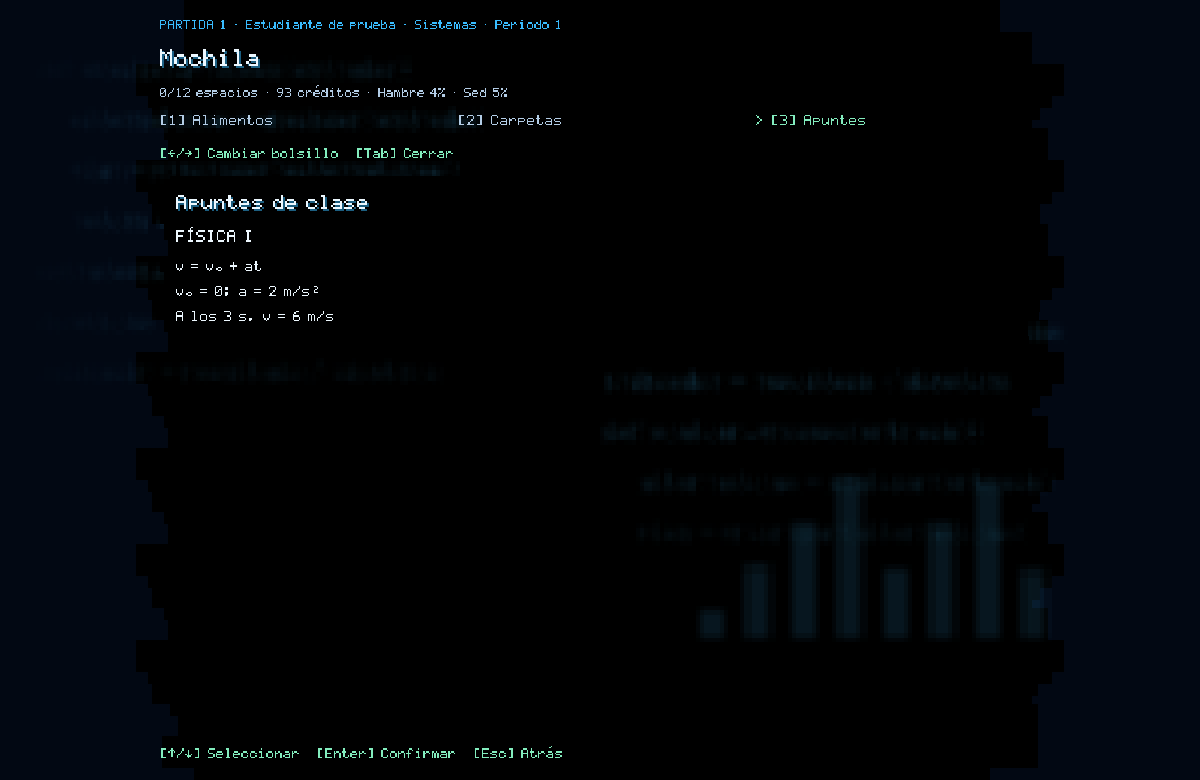 PARTIDA 1 · Estudiante de prueba · Sistemas · Periodo 1
Mochila
0/12 espacios · 93 créditos · Hambre 4% · Sed 5%
[1] Alimentos [2] Carpetas > [3] Apuntes
[←/→] Cambiar bolsillo [Tab] Cerrar
Apuntes de clase
FÍSICA I
v = v₀ + at
v₀ = 0; a = 2 m/s²
A los 3 s, v = 6 m/s
[↑/↓] Seleccionar [Enter] Confirmar [Esc] Atrás